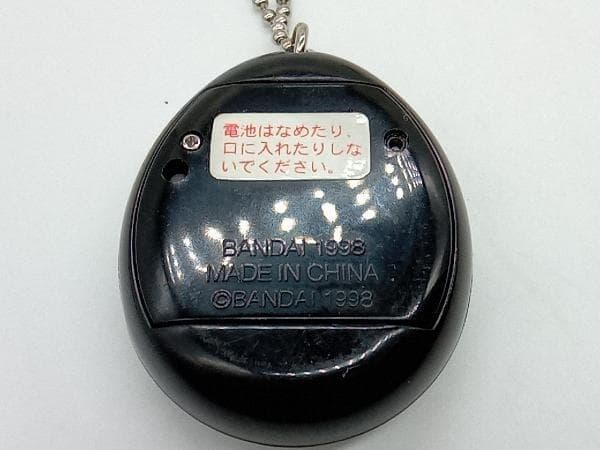 電池はなめたり、
口に入れたりしな
いでください。
BANDAI 1998
MADE IN CHINA
©BANDAI 1998